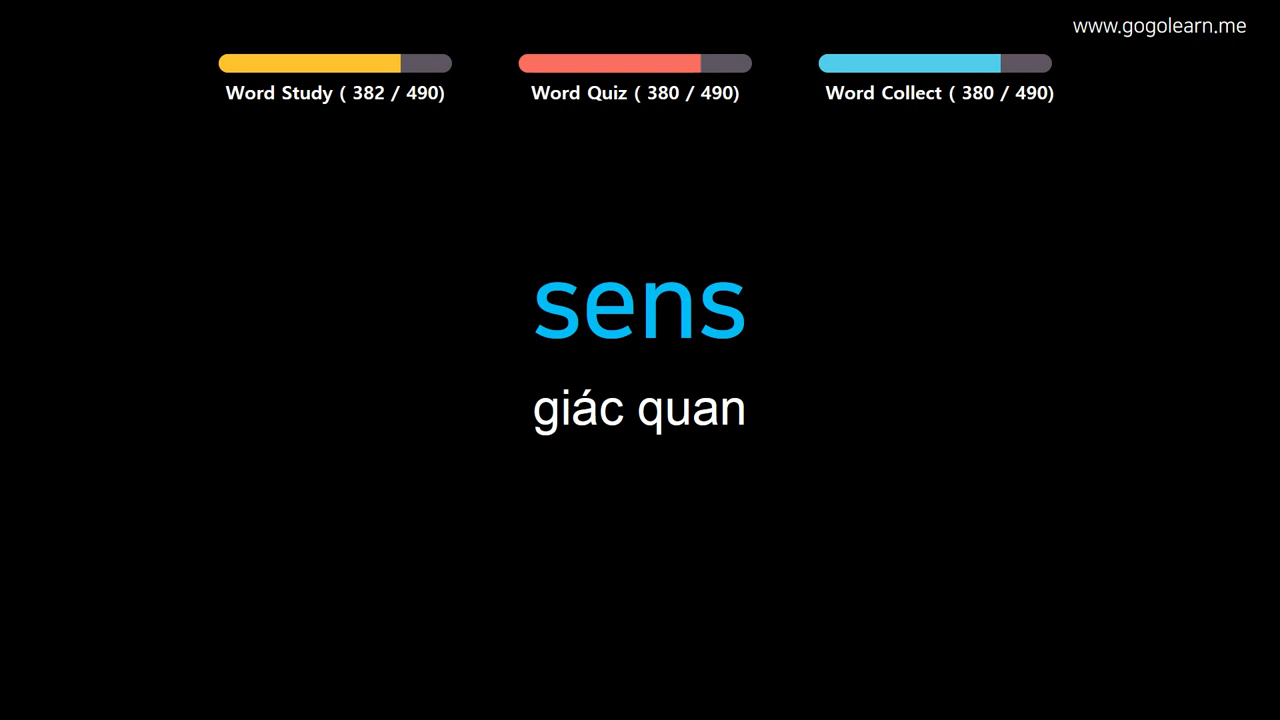 www.gogolearn.me
Word Study ( 382 / 490)
Word Quiz ( 380 / 490)
Word Collect ( 380 / 490)
sens
giác quan